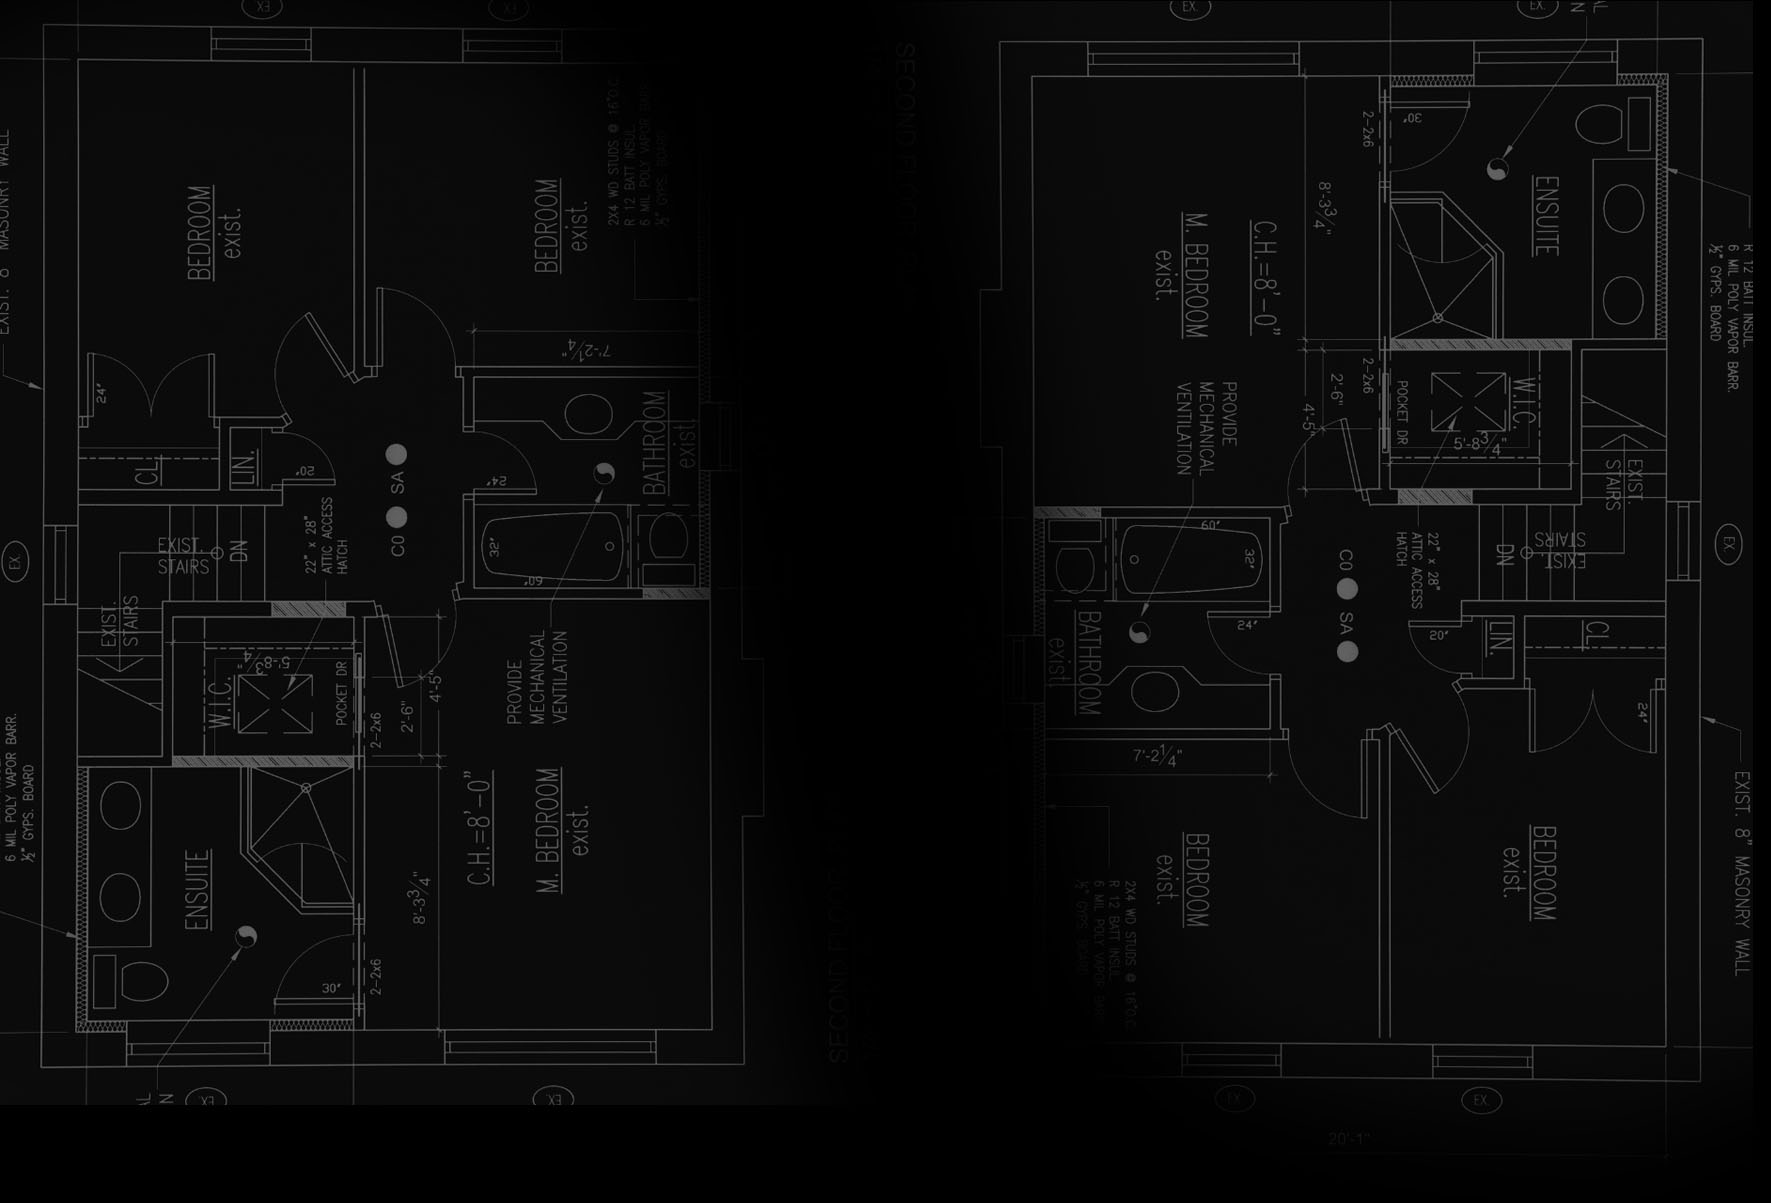 EX.
EX.
EXIST. 8" MASONRY WALL
BEDROOM
exist.
BEDROOM
exist.
2X4 WD STUDS @ 16"O.C
R 12 BATT INSUL
6 MIL POLY VAPOR BARR
½" GYPS. BOARD
7'-2¼"
24"
CL.
LIN.
20"
SA
CO
24"
BATHROOM
exist.
32"
60"
EX.
EXIST.
STAIRS
DN
22" x 28"
ATTIC ACCESS
HATCH
EXIST.
STAIRS
5'-8¾"
W.I.C.
POCKET DR
2-2x6
2'-6"
4'-5"
PROVIDE
MECHANICAL
VENTILATION
6 MIL POLY VAPOR BARR.
½" GYPS. BOARD
C.H.=8'-0"
M. BEDROOM
exist.
ENSUITE
8'-3¾"
2-2x6
30"
EX.
EX.
SECOND FLOOR
SECOND FLOOR
EX.
EX.
2-2x6
30"
8'-3¾"
ENSUITE
M. BEDROOM
exist.
C.H.=8'-0"
R 12 BATT INSUL.
6 MIL POLY VAPOR BARR.
½" GYPS. BOARD
PROVIDE
MECHANICAL
VENTILATION
2'-6"
4'-5"
2-2x6
POCKET DR
W.I.C.
5'-8¾"
EXIST.
STAIRS
60"
32"
CO
SA
22" x 28"
ATTIC ACCESS
HATCH
DN
EXIST.
STAIRS
EX.
BATHROOM
exist.
24"
20"
LIN.
CL.
24"
7'-2¼"
2X4 WD STUDS @ 16"O.C
R 12 BATT INSUL
6 MIL POLY VAPOR BARR
½" GYPS. BOARD
BEDROOM
exist.
BEDROOM
exist.
EXIST. 8" MASONRY WALL
EX.
EX.
20'-1"